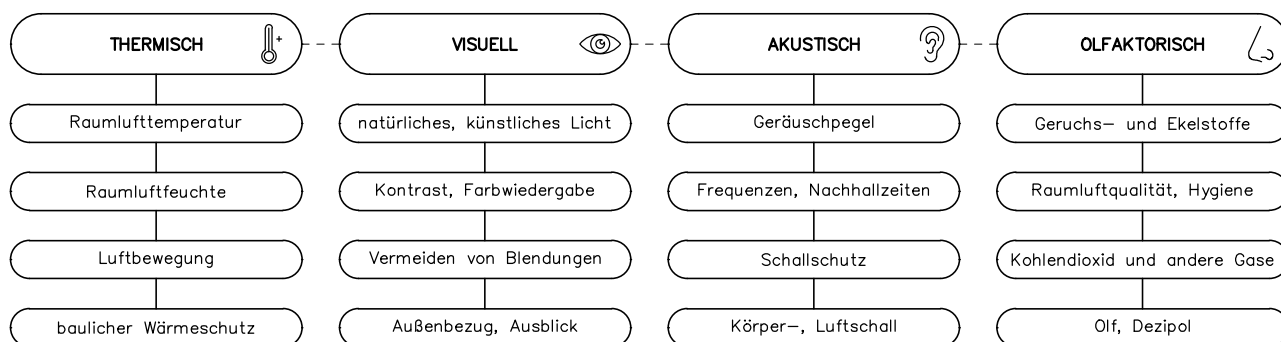 THERMISCH
Raumlufttemperatur
Raumluftfeuchte
Luftbewegung
baulicher Wärmeschutz
VISUELL
natürliches, künstliches Licht
Kontrast, Farbwiedergabe
Vermeiden von Blendungen
Außenbezug, Ausblick
AKUSTISCH
Geräuschpegel
Frequenzen, Nachhallzeiten
Schallschutz
Körper-, Luftschall
OLFAKTORISCH
Geruchs- und Ekelstoffe
Raumluftqualität, Hygiene
Kohlendioxid und andere Gase
Olf, Dezipol